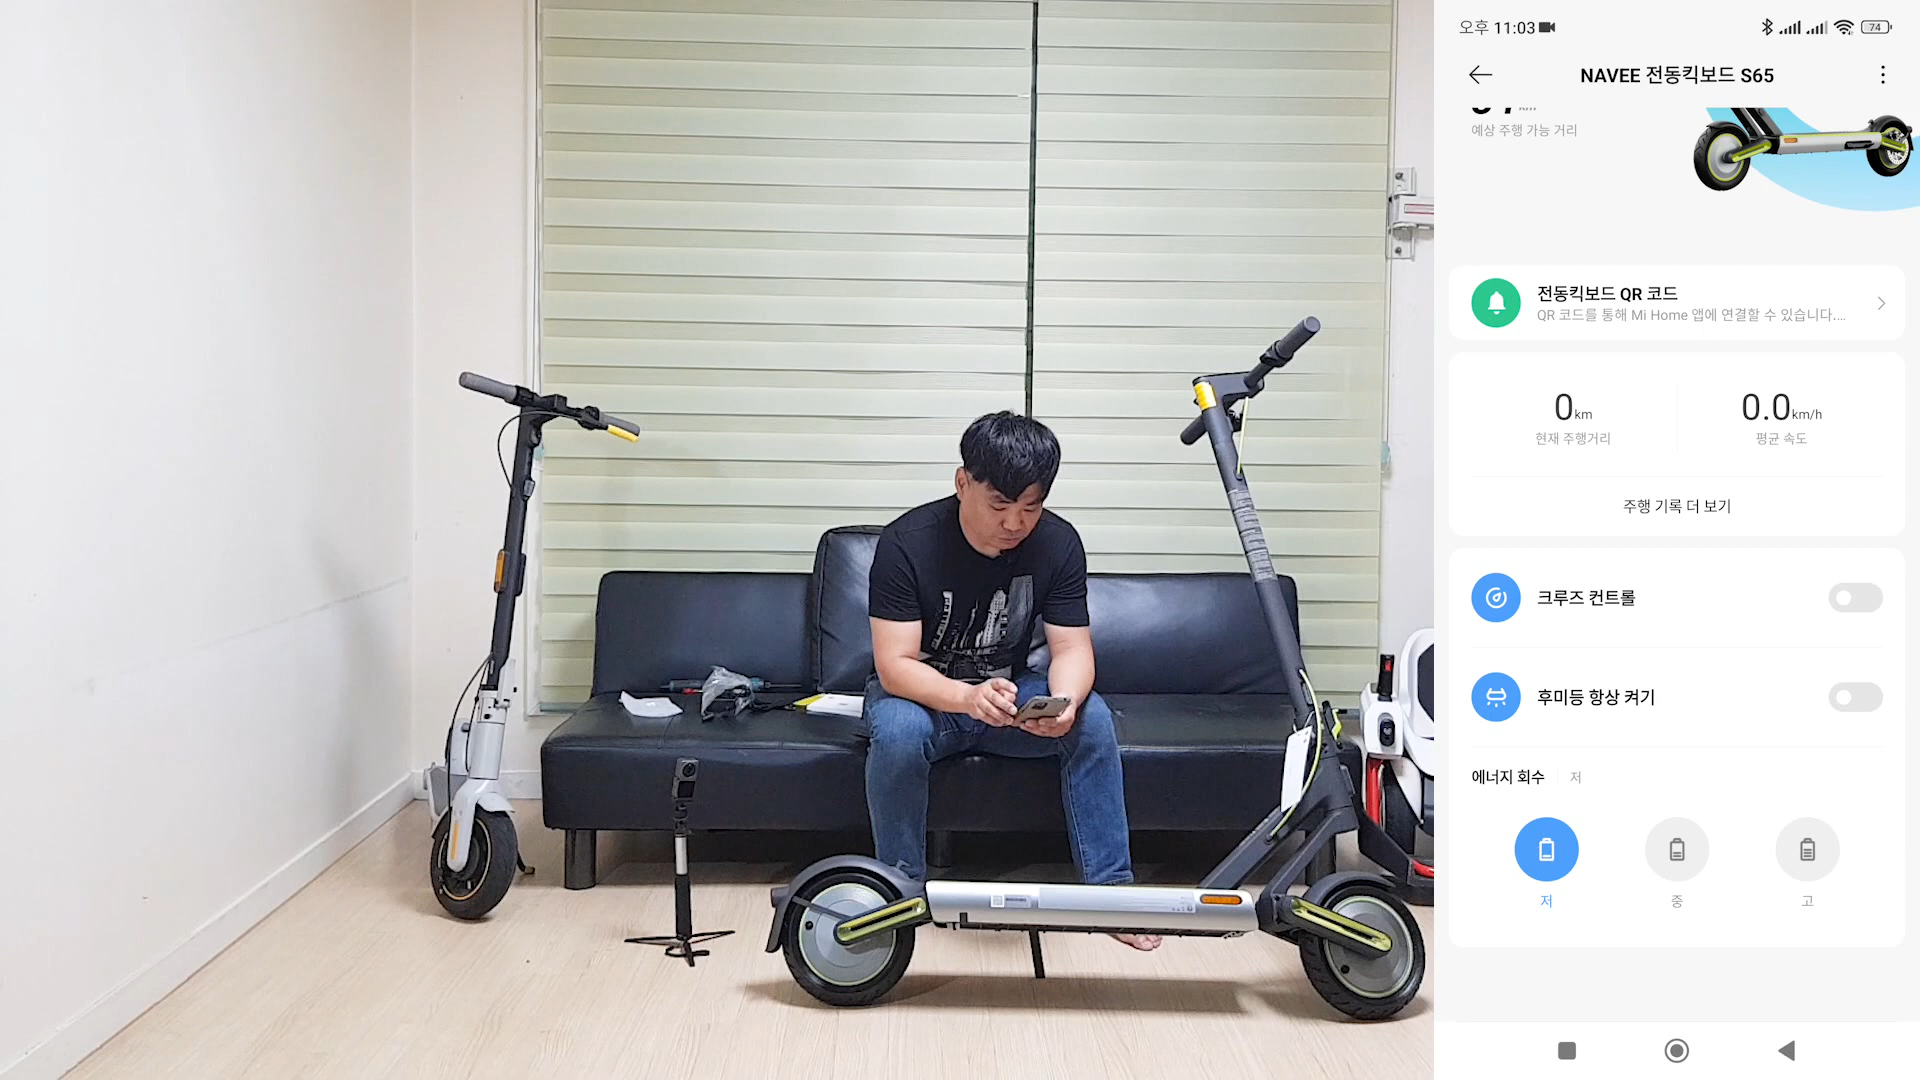 오후 11:03
74
NAVEE 전동킥보드 S65
예상 주행 가능 거리
전동킥보드 QR 코드
QR 코드를 통해 Mi Home 앱에 연결할 수 있습니다....
0km
0.0km/h
현재 주행거리
평균 속도
주행 기록 더 보기
크루즈 컨트롤
후미등 항상 켜기
에너지 회수
저
저
중
고